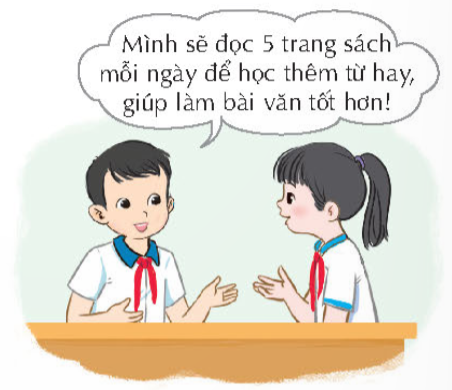 Mình sẽ đọc 5 trang sách
mỗi ngày để học thêm từ hay,
giúp làm bài văn tốt hơn!